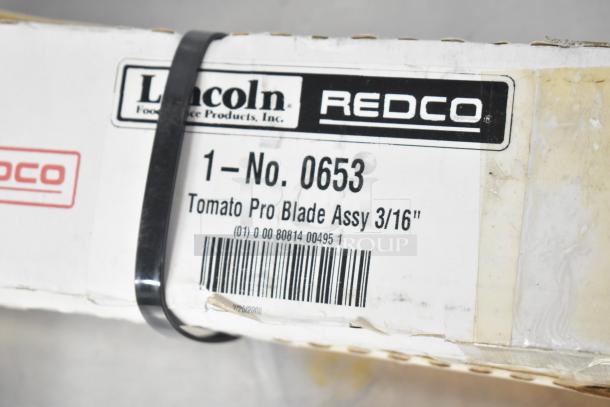 Lincoln REDCO
Products, Inc.
DCO
1-No. 0653
Tomato Pro Blade Assy 3/16"
(01) 0 00 80814 00495 1
GROUP